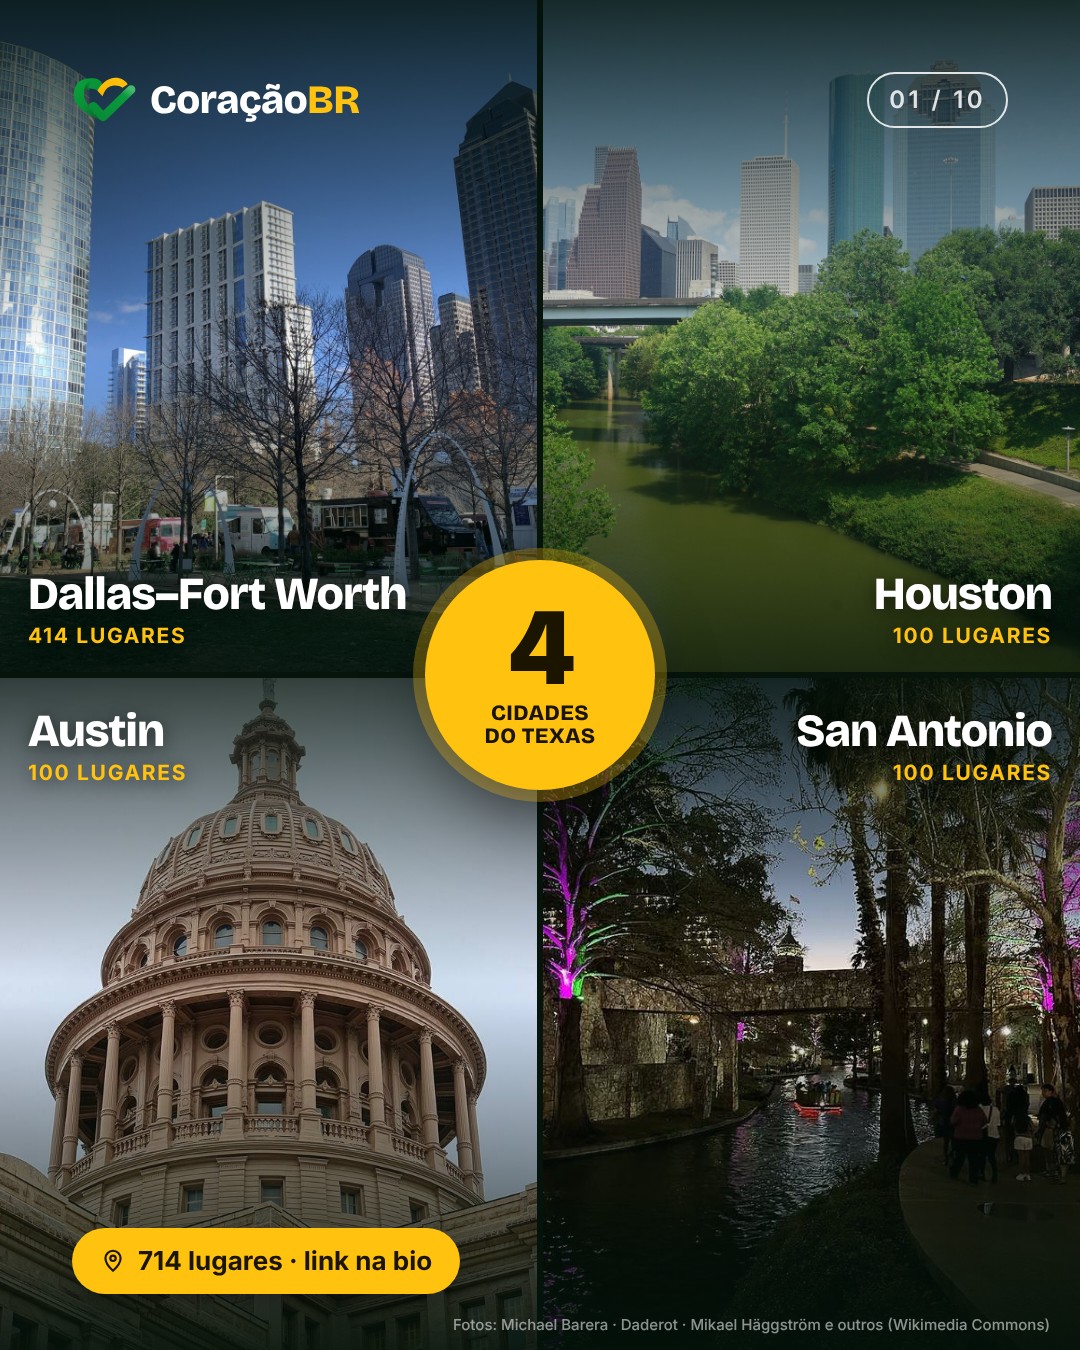 CoraçãoBR
01 / 10
Dallas–Fort Worth
414 LUGARES
Houston
100 LUGARES
4
CIDADES
DO TEXAS
Austin
100 LUGARES
San Antonio
100 LUGARES
714 lugares · link na bio
Fotos: Michael Barera · Daderot · Mikael Häggström e outros (Wikimedia Commons)